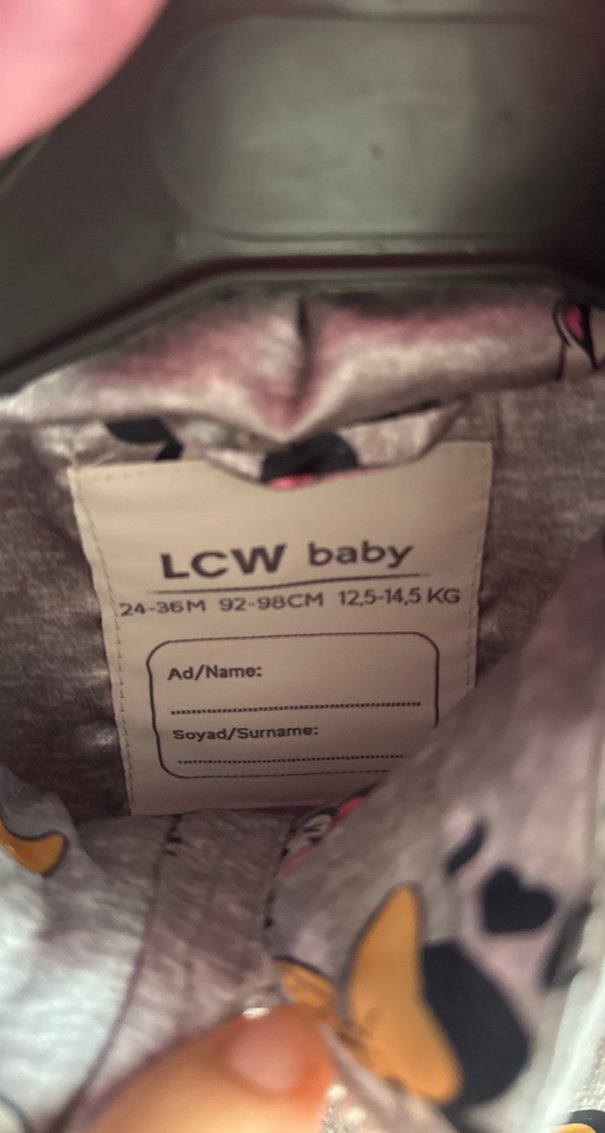 LCW baby
24-36M 92-98CM 12,5-14,5 KG
Ad/Name:
Soyad/Surname: